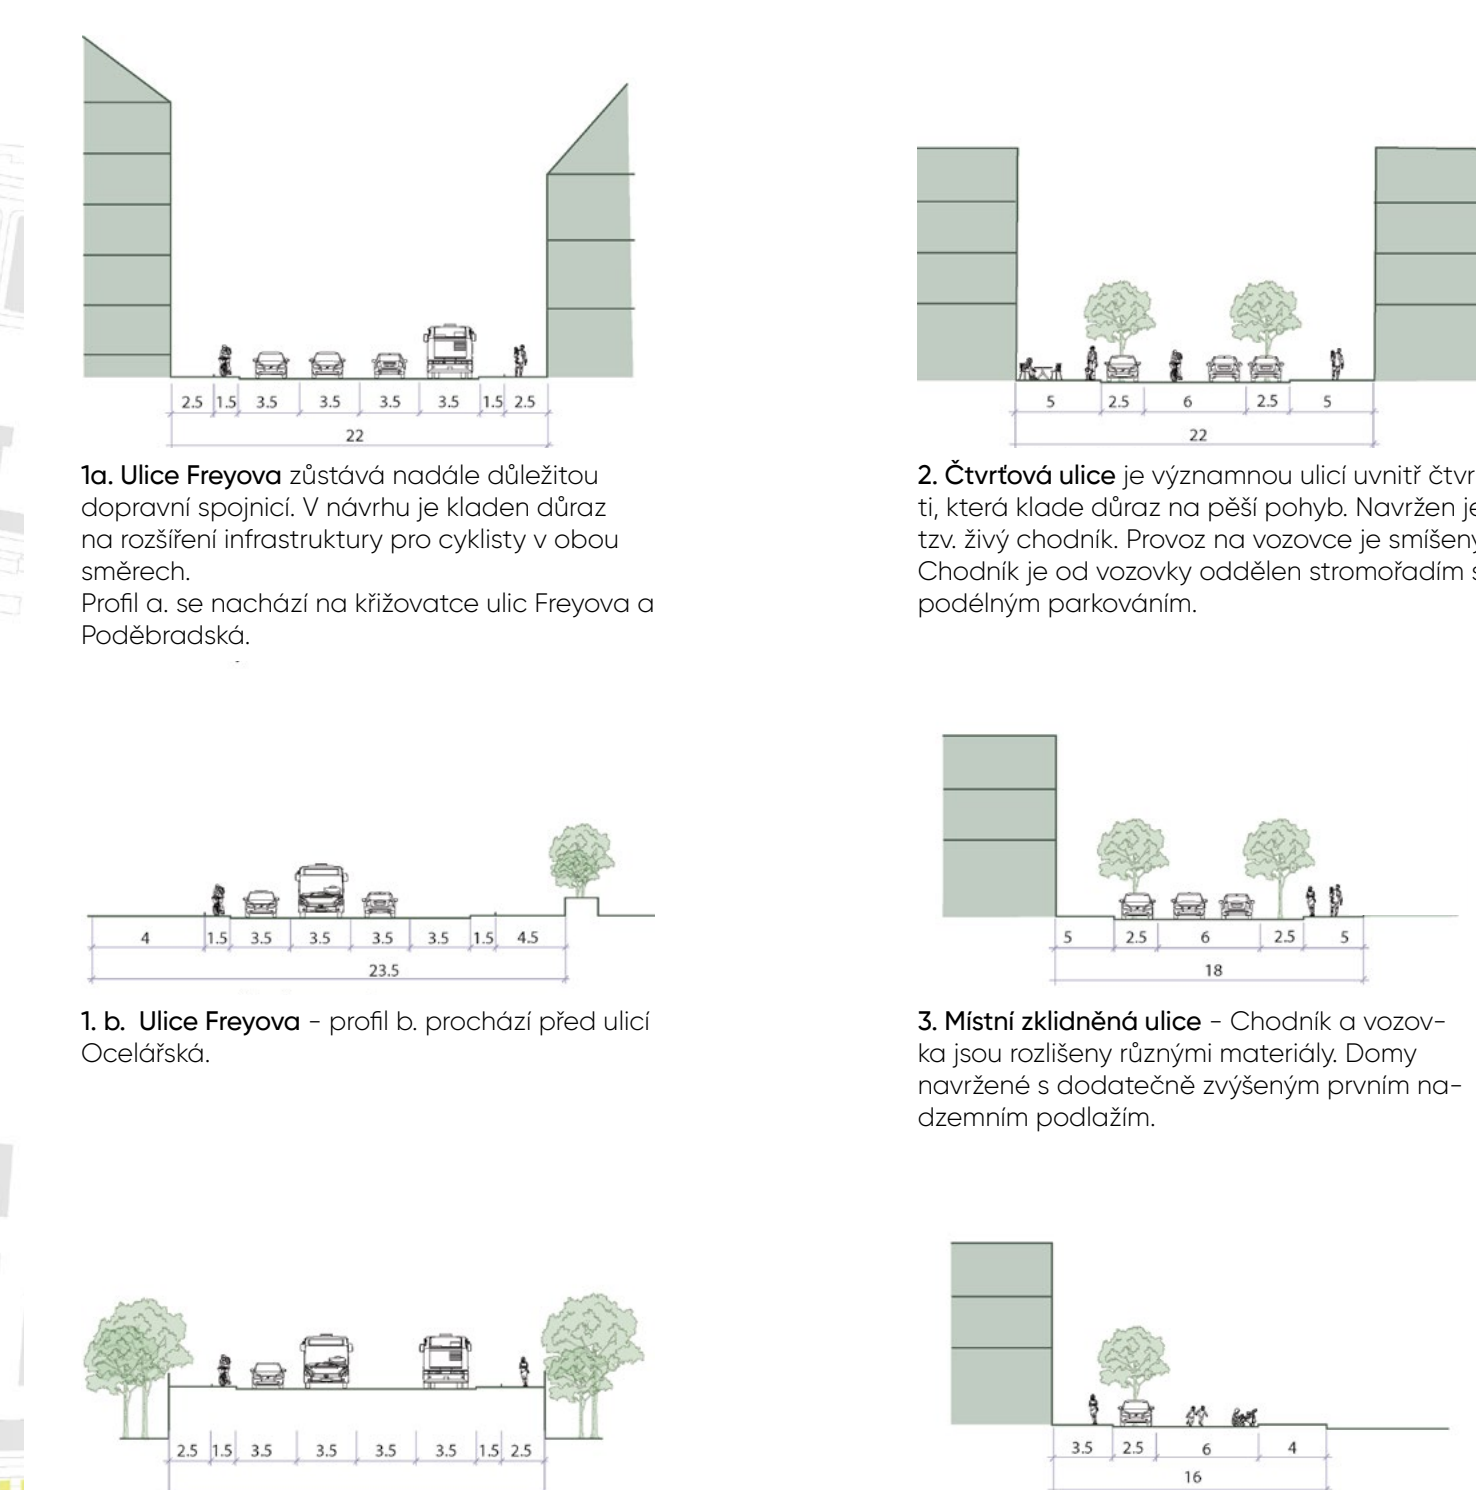 2.5 1.5 3.5 3.5 3.5 3.5 1.5 2.5
22
1a. Ulice Freyova zůstává nadále důležitou
dopravní spojnicí. V návrhu je kladen důraz
na rozšíření infrastruktury pro cyklisty v obou
směrech.
Profil a. se nachází na křižovatce ulic Freyova a
Poděbradská.
4 1.5 3.5 3.5 3.5 3.5 1.5 4.5
23.5
1. b. Ulice Freyova - profil b. prochází před ulicí
Ocelářská.
2.5 1.5 3.5 3.5 3.5 3.5 1.5 2.5
5 2.5 6 2.5 5
22
2. Čtvrťová ulice je významnou ulicí uvnitř čtvr
ti, která klade důraz na pěší pohyb. Navržen je
tzv. živý chodník. Provoz na vozovce je smíšený
Chodník je od vozovky oddělen stromořadím s
podélným parkováním.
5 2.5 6 2.5 5
18
3. Místní zklidněná ulice - Chodník a vozov-
ka jsou rozlišeny různými materiály. Domy
navržené s dodatečně zvýšeným prvním na-
dzemním podlažím.
3.5 2.5 6 4
16